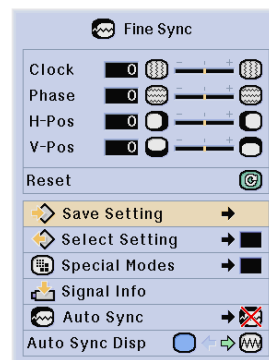 Fine Sync
Clock 0 - +
Phase 0 - +
H-Pos 0 - +
V-Pos 0 - +
Reset
Save Setting
Select Setting
Special Modes
Signal Info
Auto Sync
Auto Sync Disp